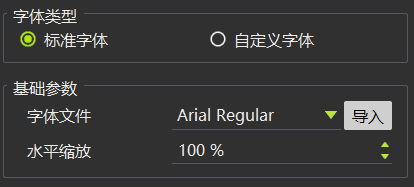 字体类型
标准字体 自定义字体
基础参数
字体文件 Arial Regular 导入
水平缩放 100 %